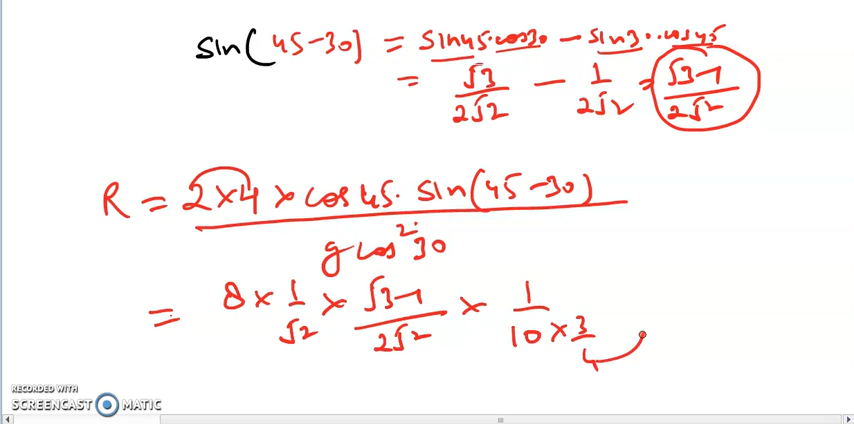 sin(45-30) = sin45·cos30 - sin30·cos45
= √3/2√2 - 1/2√2 = √3-1/2√2
R = 2×4×cos45·sin(45-30)/g cos²30
= 8 × 1/√2 × √3-1/2√2 × 1/10×3/4
RECORDED WITH
SCREENCAST MATIC